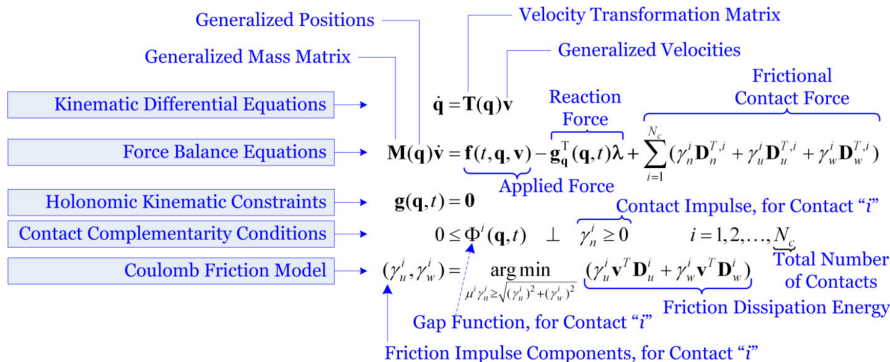 Generalized Positions
Velocity Transformation Matrix
Generalized Mass Matrix
Generalized Velocities
Kinematic Differential Equations
q̇ = T(q)v
Reaction Force
Frictional Contact Force
Force Balance Equations
M(q)v̇ = f(t, q, v) − g_q^T(q, t)λ + ∑_{i=1}^{N_c} (γ_n^i D_n^{T,i} + γ_u^i D_u^{T,i} + γ_w^i D_w^{T,i})
Applied Force
Holonomic Kinematic Constraints
g(q, t) = 0
Contact Impulse, for Contact “i”
Contact Complementarity Conditions
0 ≤ Φ^i(q, t) ⊥ γ_n^i ≥ 0 i = 1, 2, …, N_c
Total Number of Contacts
Coulomb Friction Model
(γ_u^i, γ_w^i) = arg min_{μ^i γ_n^i ≥ √((γ_u^i)^2 + (γ_w^i)^2)} (γ_u^i v^T D_u^i + γ_w^i v^T D_w^i)
Friction Dissipation Energy
Gap Function, for Contact “i”
Friction Impulse Components, for Contact “i”